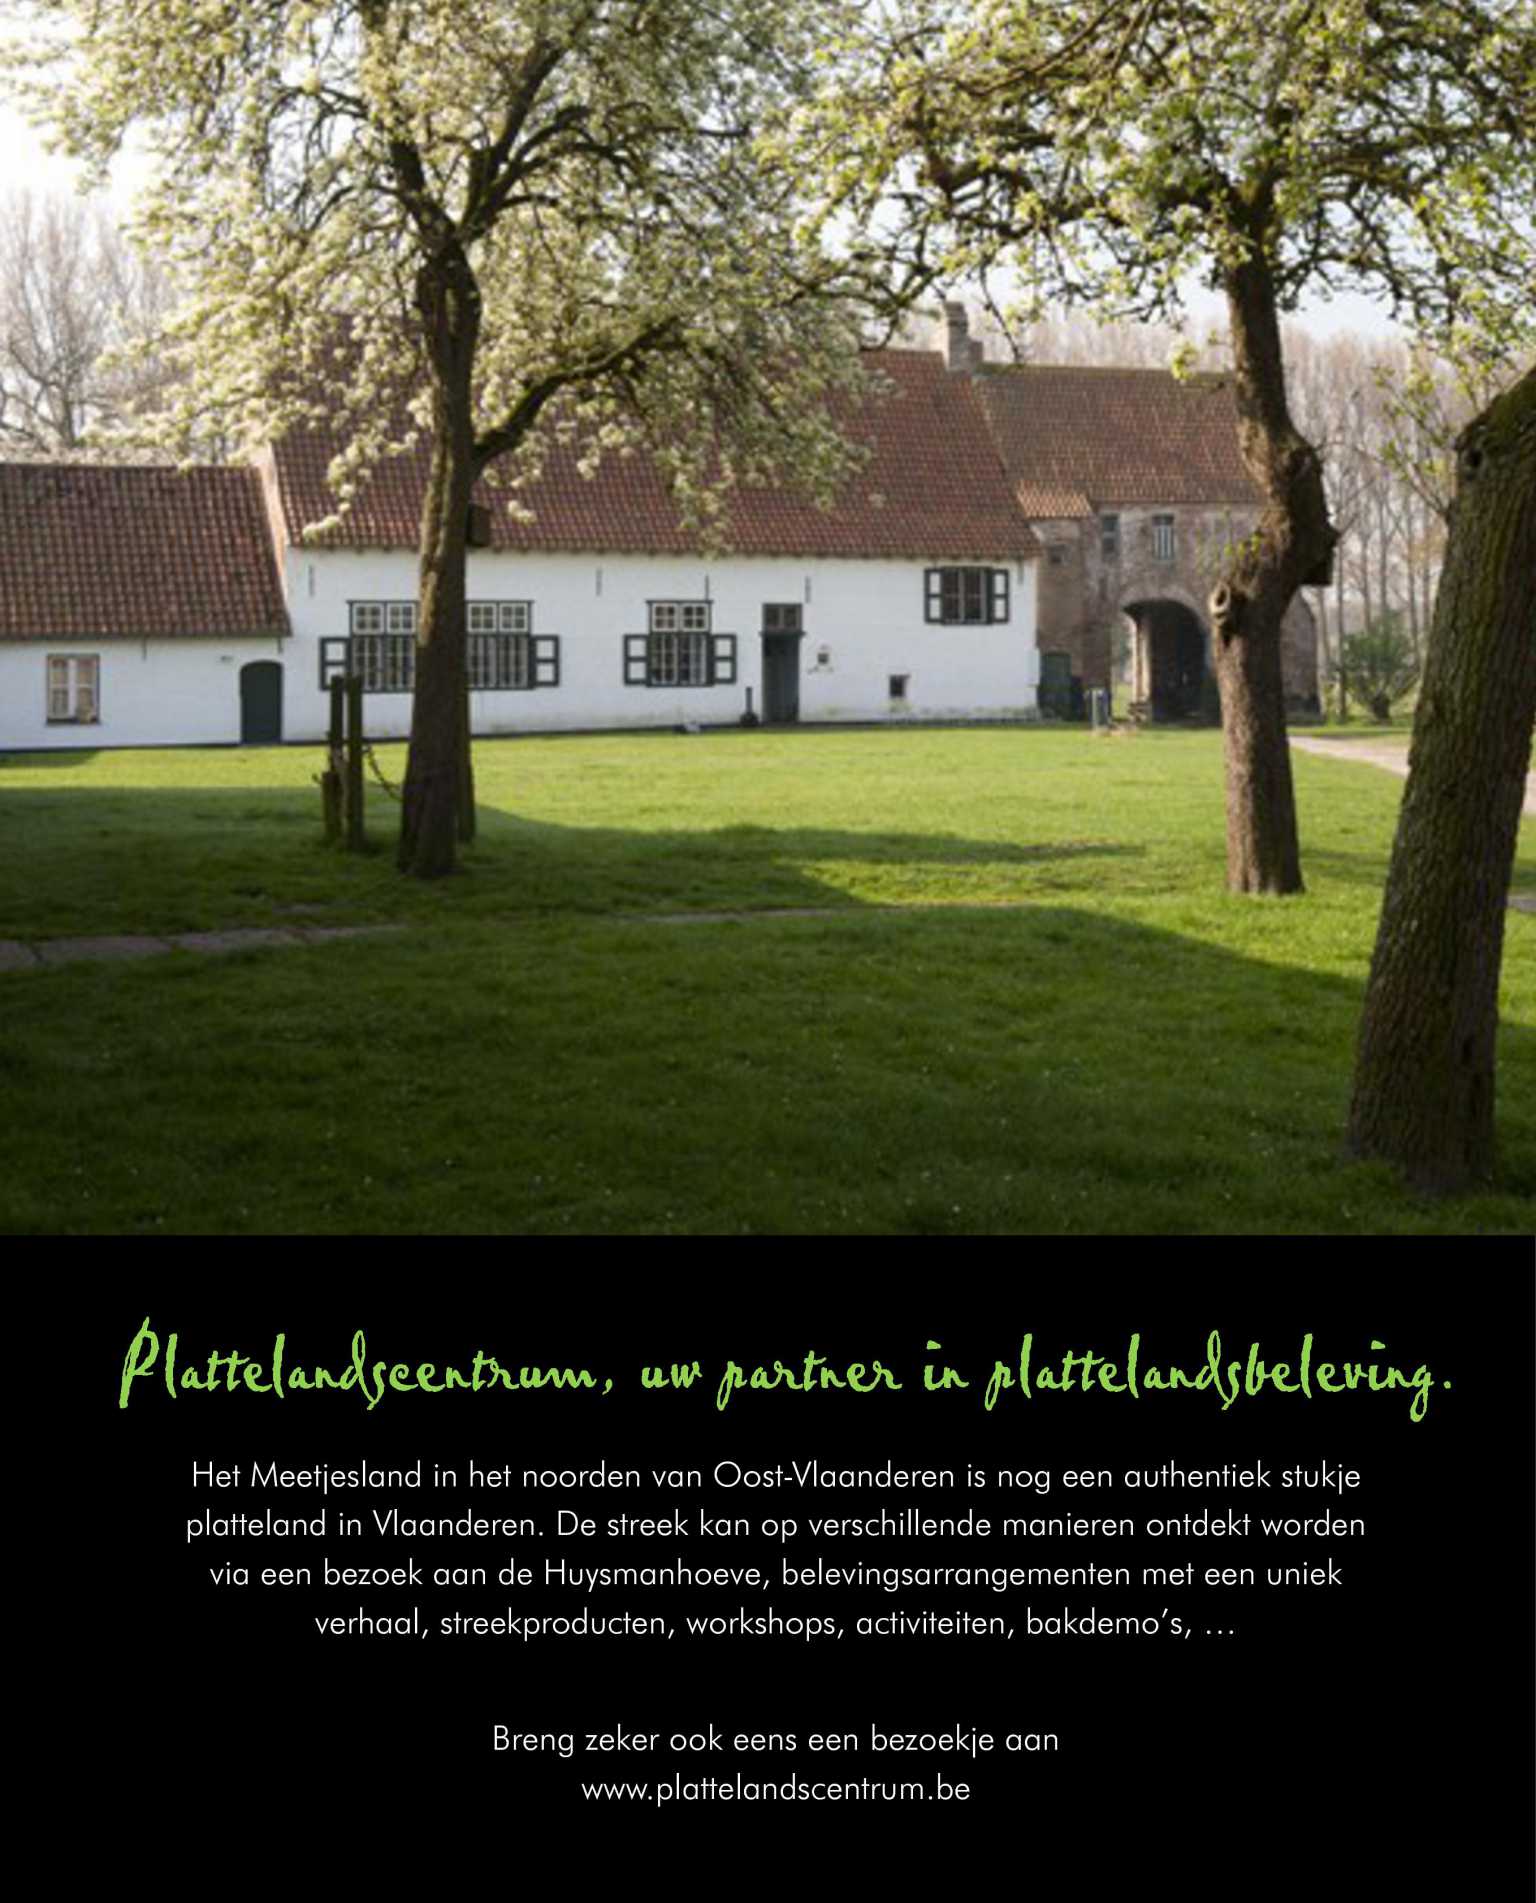 Plattelandscentrum, uw partner in plattelandsbeleving.
Het Meetjesland in het noorden van Oost-Vlaanderen is nog een authentiek stukje
platteland in Vlaanderen. De streek kan op verschillende manieren ontdekt worden
via een bezoek aan de Huysmanhoeve, belevingsarrangementen met een uniek
verhaal, streekproducten, workshops, activiteiten, bakdemo’s, …
Breng zeker ook eens een bezoekje aan
www.plattelandscentrum.be